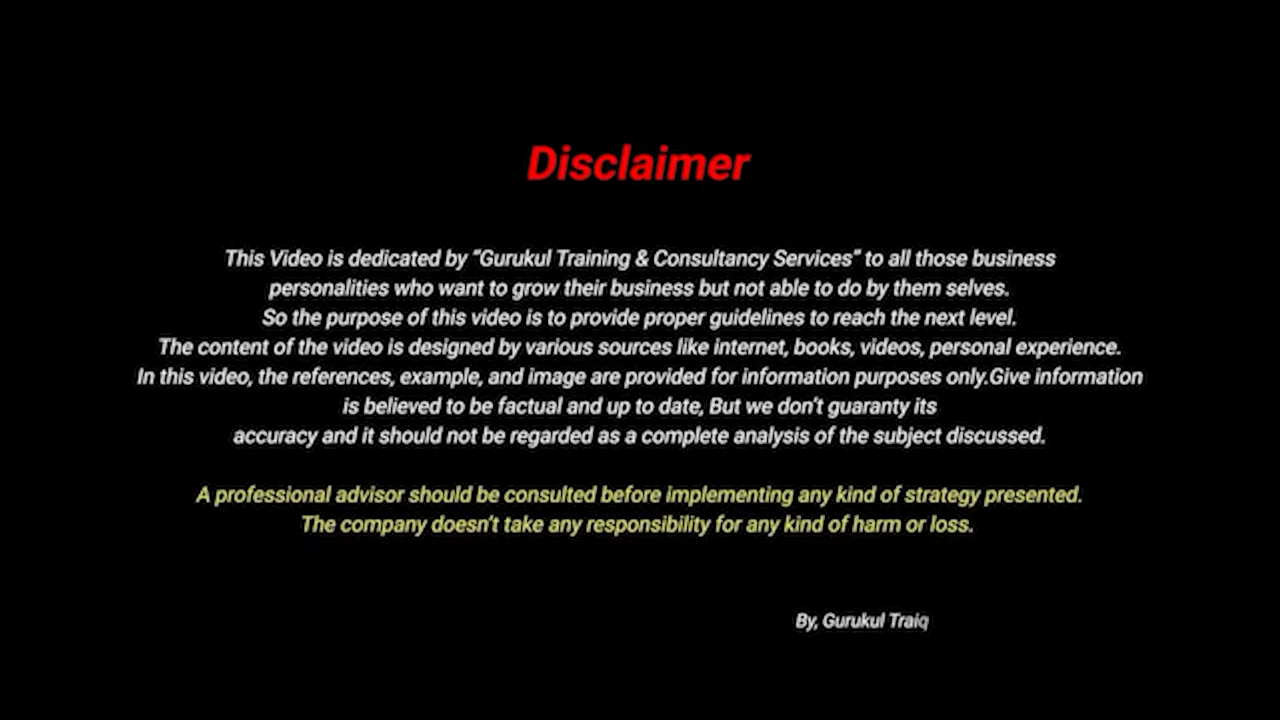 Disclaimer
This Video is dedicated by “Gurukul Training & Consultancy Services” to all those business
personalities who want to grow their business but not able to do by them selves.
So the purpose of this video is to provide proper guidelines to reach the next level.
The content of the video is designed by various sources like internet, books, videos, personal experience.
In this video, the references, example, and image are provided for information purposes only.Give information
is believed to be factual and up to date, But we don't guaranty its
accuracy and it should not be regarded as a complete analysis of the subject discussed.
A professional advisor should be consulted before implementing any kind of strategy presented.
The company doesn't take any responsibility for any kind of harm or loss.
By, Gurukul